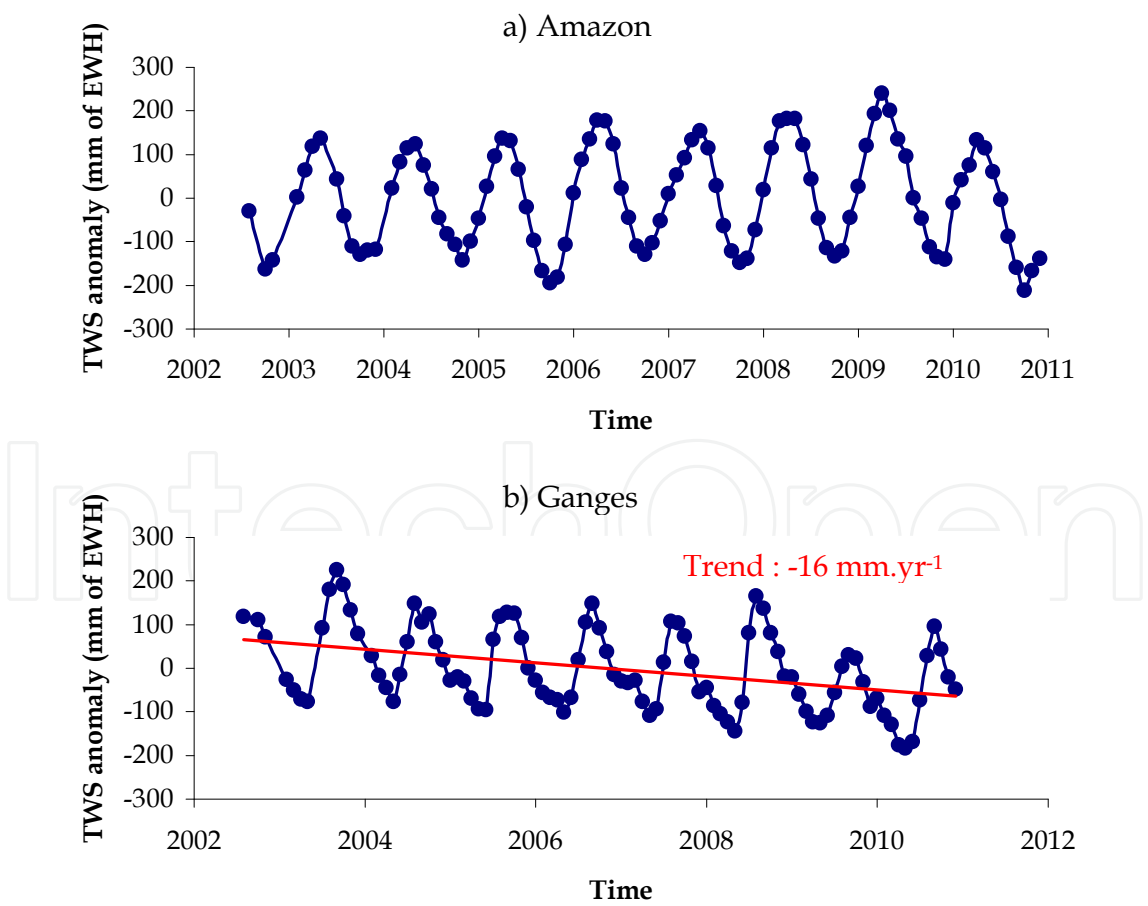 a) Amazon
TWS anomaly (mm of EWH)
300
200
100
0
-100
-200
-300
2002 2003 2004 2005 2006 2007 2008 2009 2010 2011
Time
IntechOpen
b) Ganges
TWS anomaly (mm of EWH)
Trend : -16 mm.yr-1
300
200
100
0
-100
-200
-300
2002 2004 2006 2008 2010 2012
Time